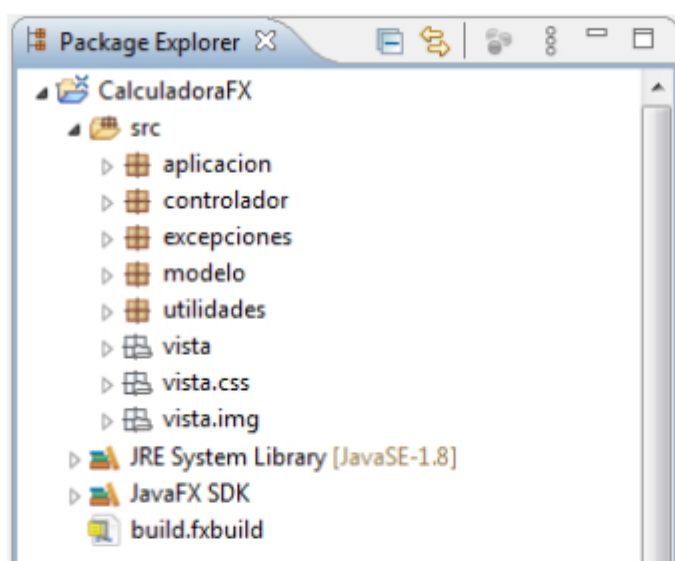 Package Explorer
CalculadoraFX
src
aplicacion
controlador
excepciones
modelo
utilidades
vista
vista.css
vista.img
JRE System Library [JavaSE-1.8]
JavaFX SDK
build.fxbuild